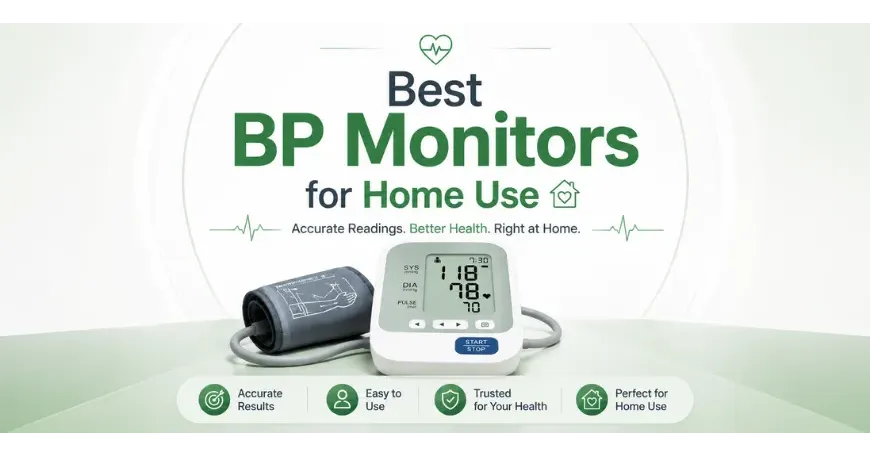 Best
BP Monitors
for Home Use
Accurate Readings. Better Health. Right at Home.
7:30
SYS
118
DIA
78
PULSE
70
START
STOP
Accurate
Results
Easy to
Use
Trusted
for Your Health
Perfect for
Home Use